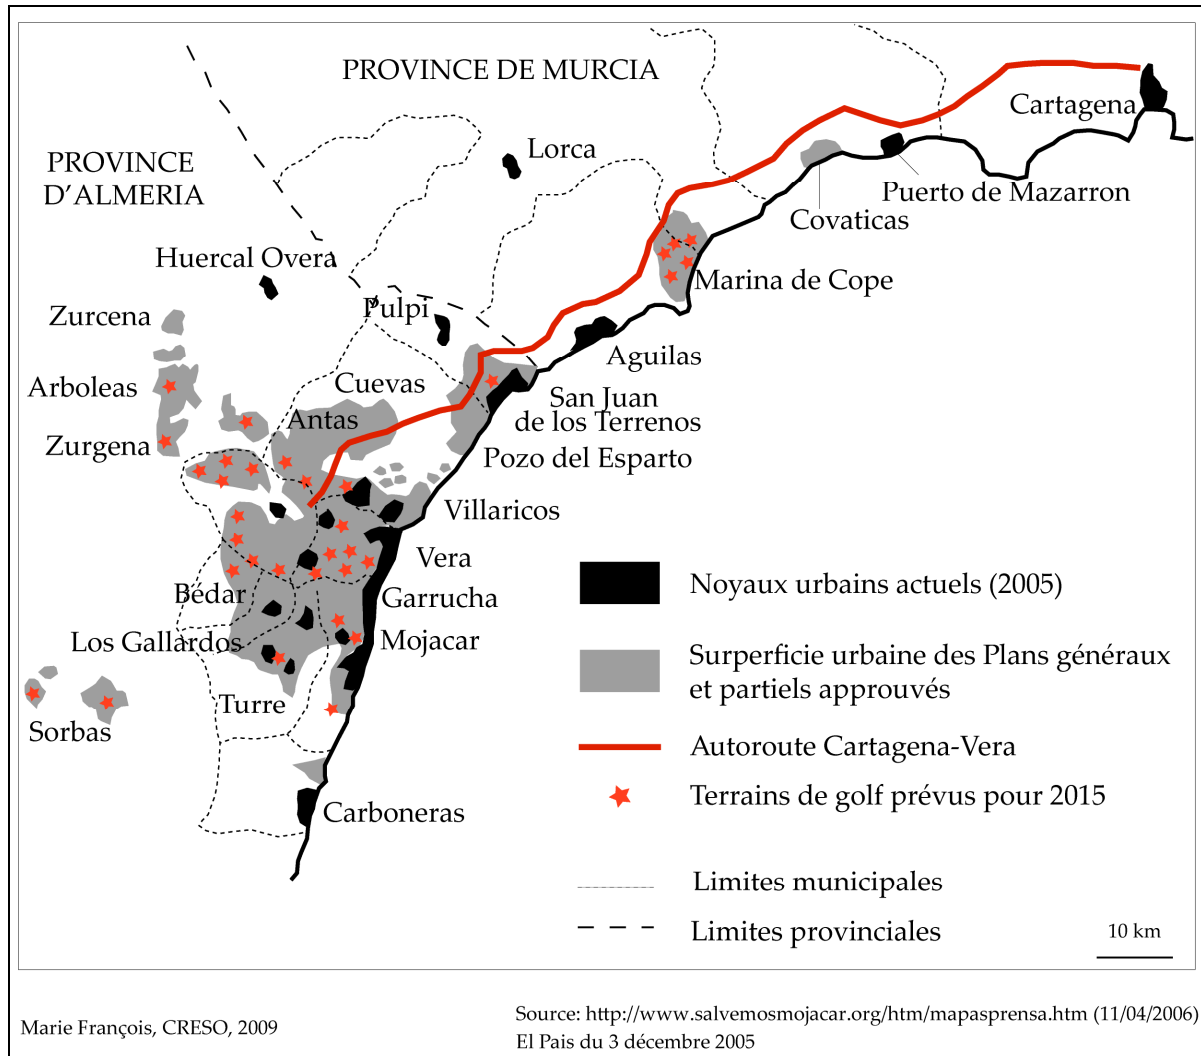 PROVINCE DE MURCIA
Cartagena
Lorca
PROVINCE
D'ALMERIA
Puerto de Mazarron
Covaticas
Huercal Overa
Marina de Cope
Pulpi
Zurcena
Aguilas
Arboleas
Cuevas
San Juan
de los Terrenos
Antas
Zurgena
Pozo del Esparto
Villaricos
Vera
Bédar
Garrucha
Los Gallardos
Mojacar
Turre
Sorbas
Carboneras
Noyaux urbains actuels (2005)
Surperficie urbaine des Plans généraux
et partiels approuvés
Autoroute Cartagena-Vera
Terrains de golf prévus pour 2015
Limites municipales
Limites provinciales
10 km
Marie François, CRESO, 2009
Source: http://www.salvemosmojacar.org/htm/mapasprensa.htm (11/04/2006)
El Pais du 3 décembre 2005